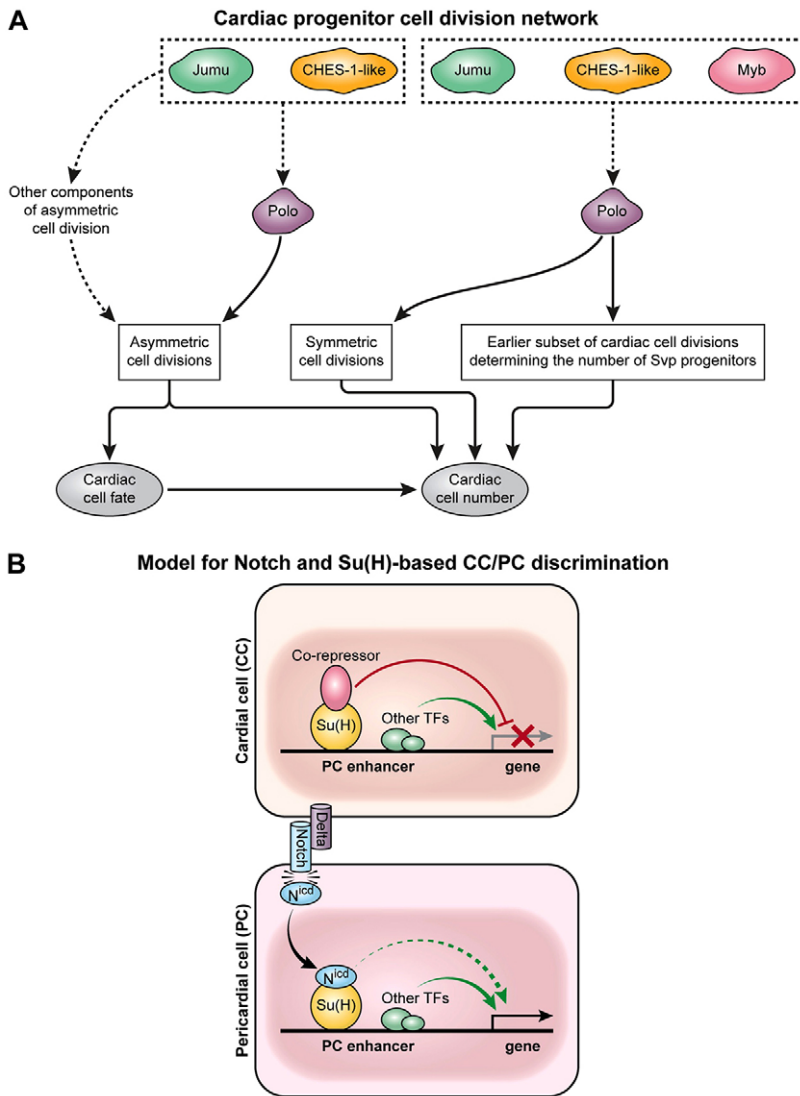 A
Cardiac progenitor cell division network
Jumu
CHES-1-like
Jumu
CHES-1-like
Myb
Other components
of asymmetric
cell division
Polo
Polo
Asymmetric
cell divisions
Symmetric
cell divisions
Earlier subset of cardiac cell divisions
determining the number of Svp progenitors
Cardiac
cell fate
Cardiac
cell number
B
Model for Notch and Su(H)-based CC/PC discrimination
Cardial cell (CC)
Co-repressor
Su(H)
Other TFs
PC enhancer
gene
Delta
Notch
Nicd
Pericardial cell (PC)
Nicd
Su(H)
Other TFs
PC enhancer
gene